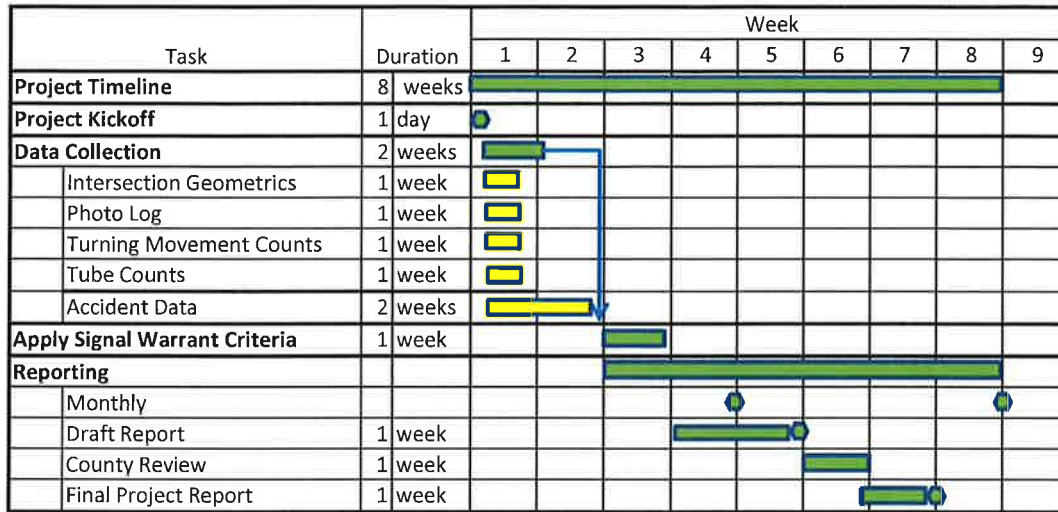 Week
Task Duration 1 2 3 4 5 6 7 8 9
Project Timeline 8 weeks
Project Kickoff 1 day
Data Collection 2 weeks
Intersection Geometrics 1 week
Photo Log 1 week
Turning Movement Counts 1 week
Tube Counts 1 week
Accident Data 2 weeks
Apply Signal Warrant Criteria 1 week
Reporting
Monthly
Draft Report 1 week
County Review 1 week
Final Project Report 1 week